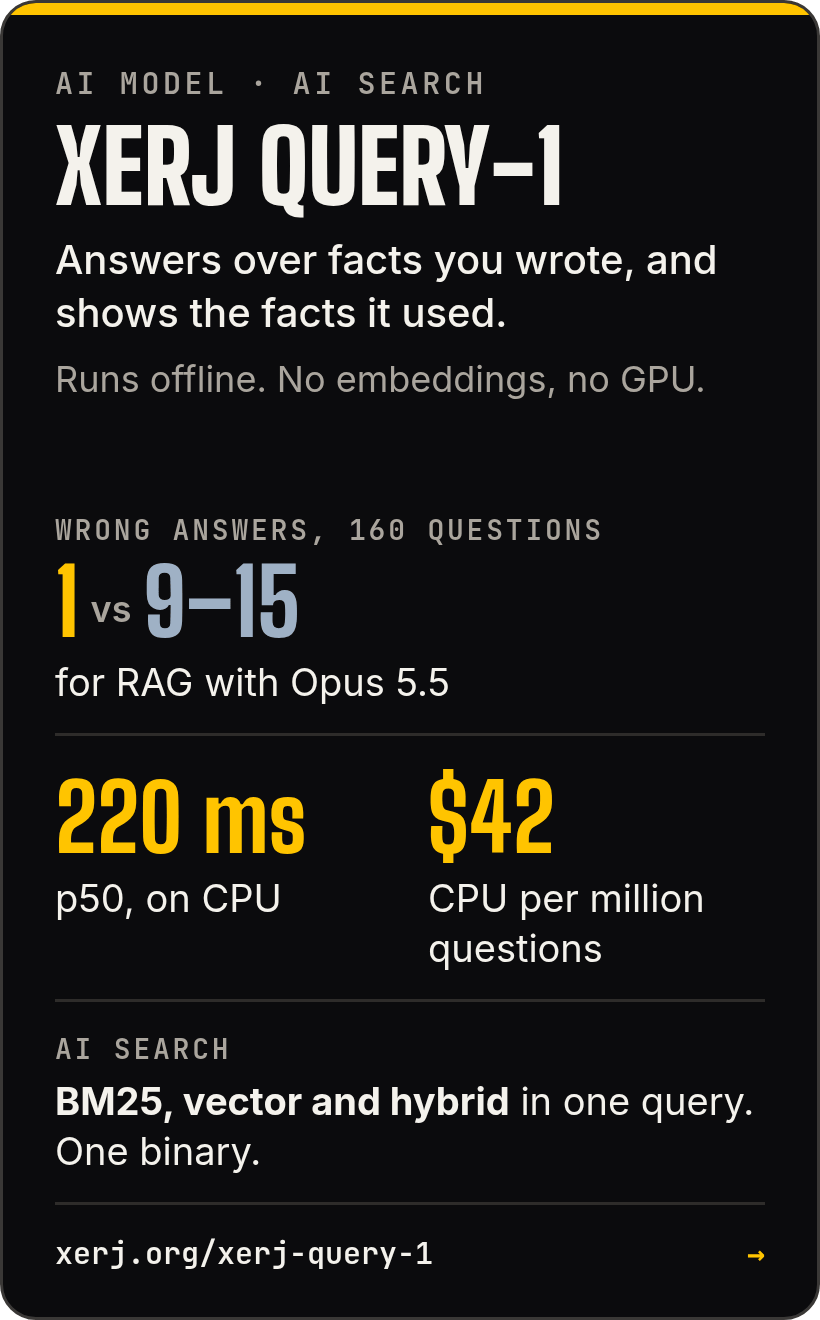 AI MODEL · AI SEARCH
XERJ QUERY-1
Answers over facts you wrote, and
shows the facts it used.
Runs offline. No embeddings, no GPU.
WRONG ANSWERS, 160 QUESTIONS
1 vs 9–15
for RAG with Opus 5.5
220 ms
p50, on CPU
$42
CPU per million
questions
AI SEARCH
BM25, vector and hybrid in one query.
One binary.
xerj.org/xerj-query-1 →